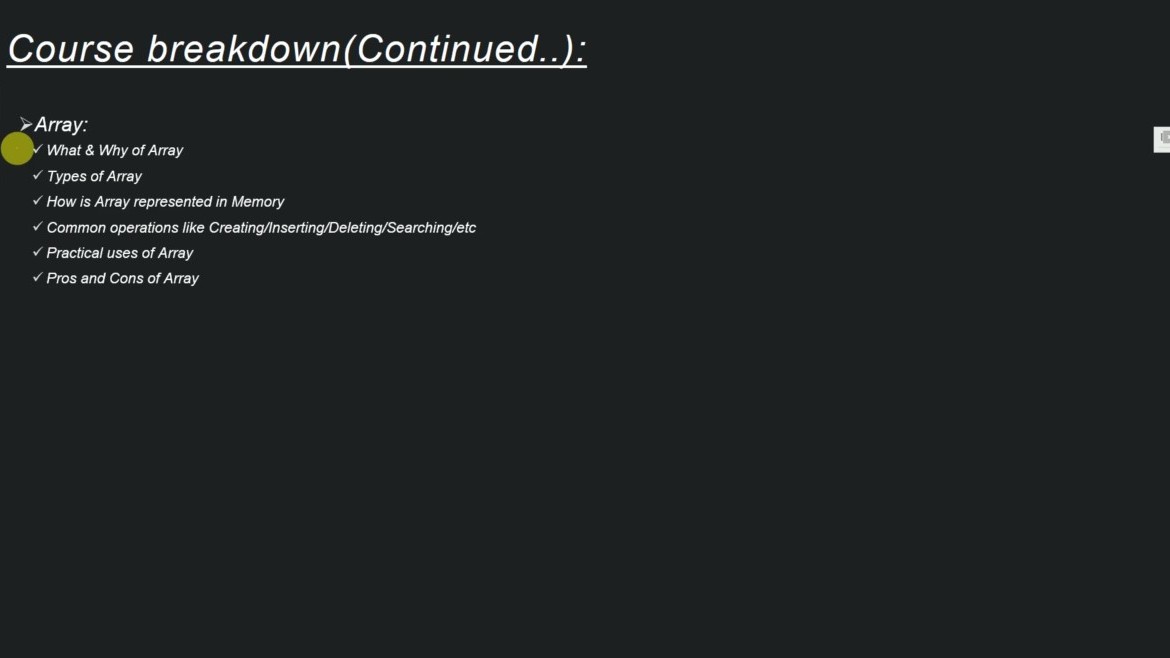 Course breakdown(Continued..):
Array:
What & Why of Array
Types of Array
How is Array represented in Memory
Common operations like Creating/Inserting/Deleting/Searching/etc
Practical uses of Array
Pros and Cons of Array